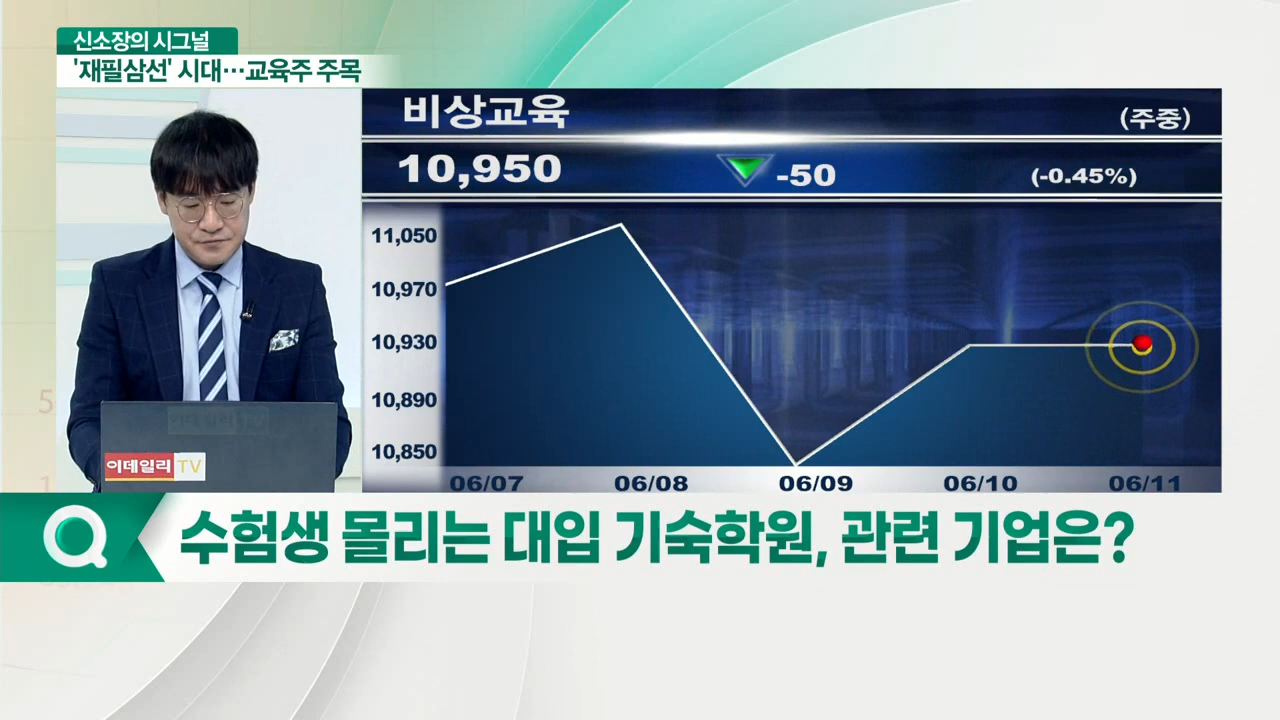 신소장의 시그널
'재필삼선' 시대…교육주 주목
비상교육 (주중)
10,950 -50 (-0.45%)
11,050
10,970
10,930
10,890
10,850
06/07 06/08 06/09 06/10 06/11
이데일리 TV
5
1
수험생 몰리는 대입 기숙학원, 관련 기업은?